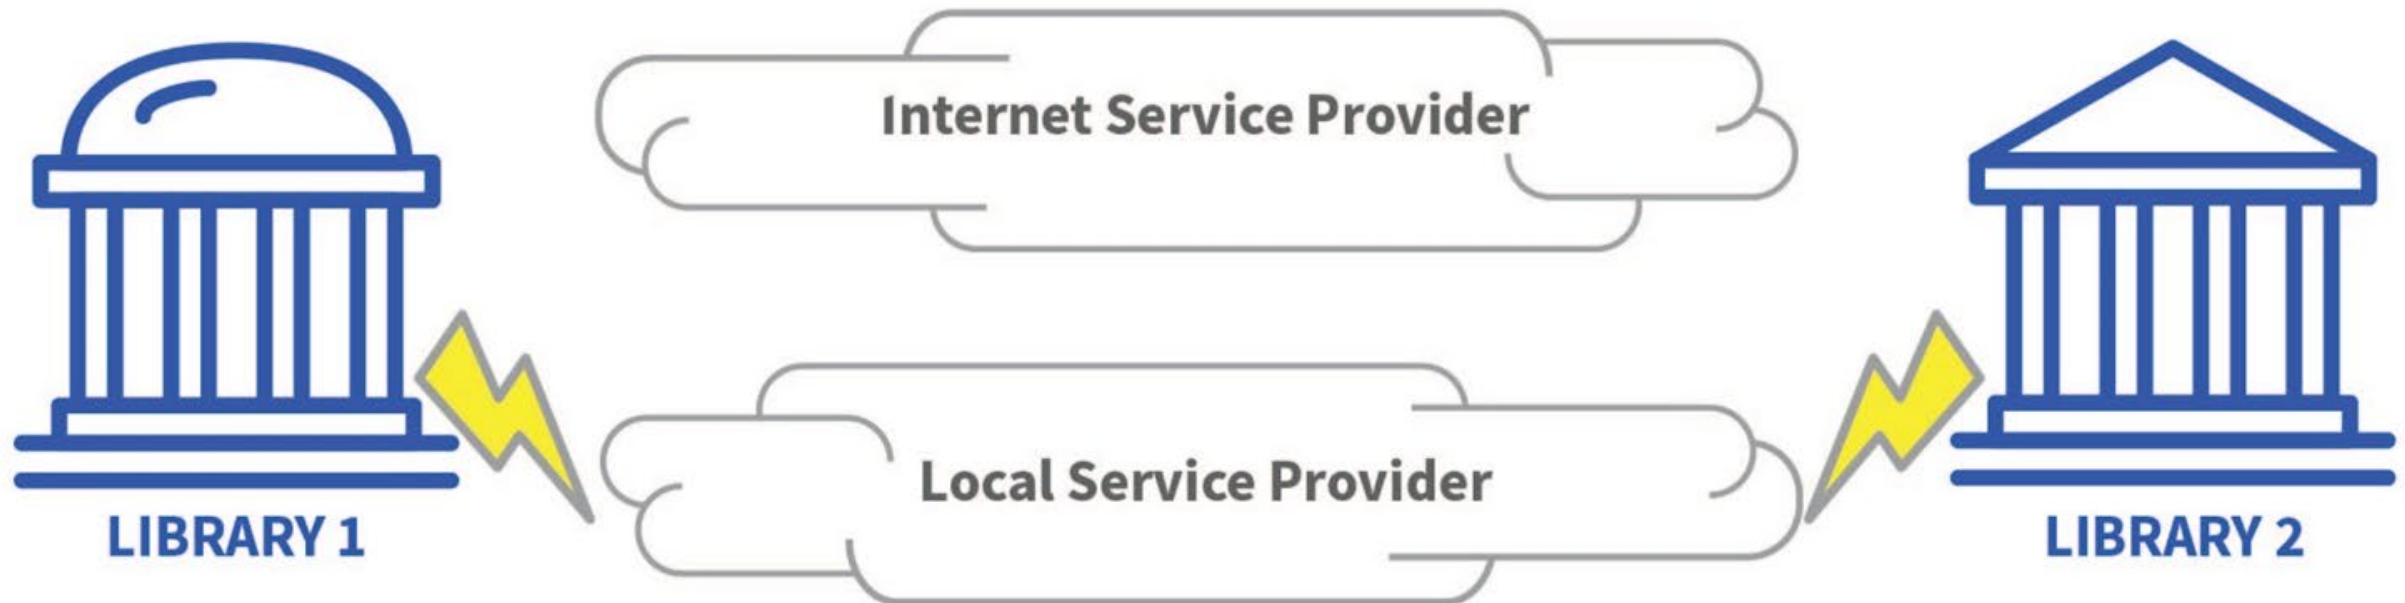 Internet Service Provider
Local Service Provider
LIBRARY 1
LIBRARY 2